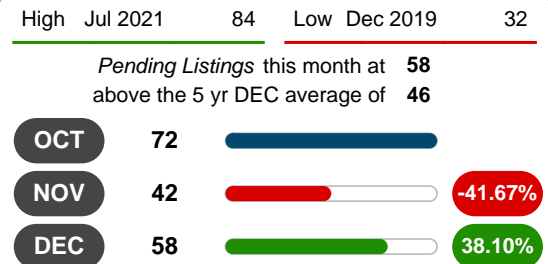 High Jul 2021 84 Low Dec 2019 32
Pending Listings this month at 58
above the 5 yr DEC average of 46
OCT 72
NOV 42 -41.67%
DEC 58 38.10%